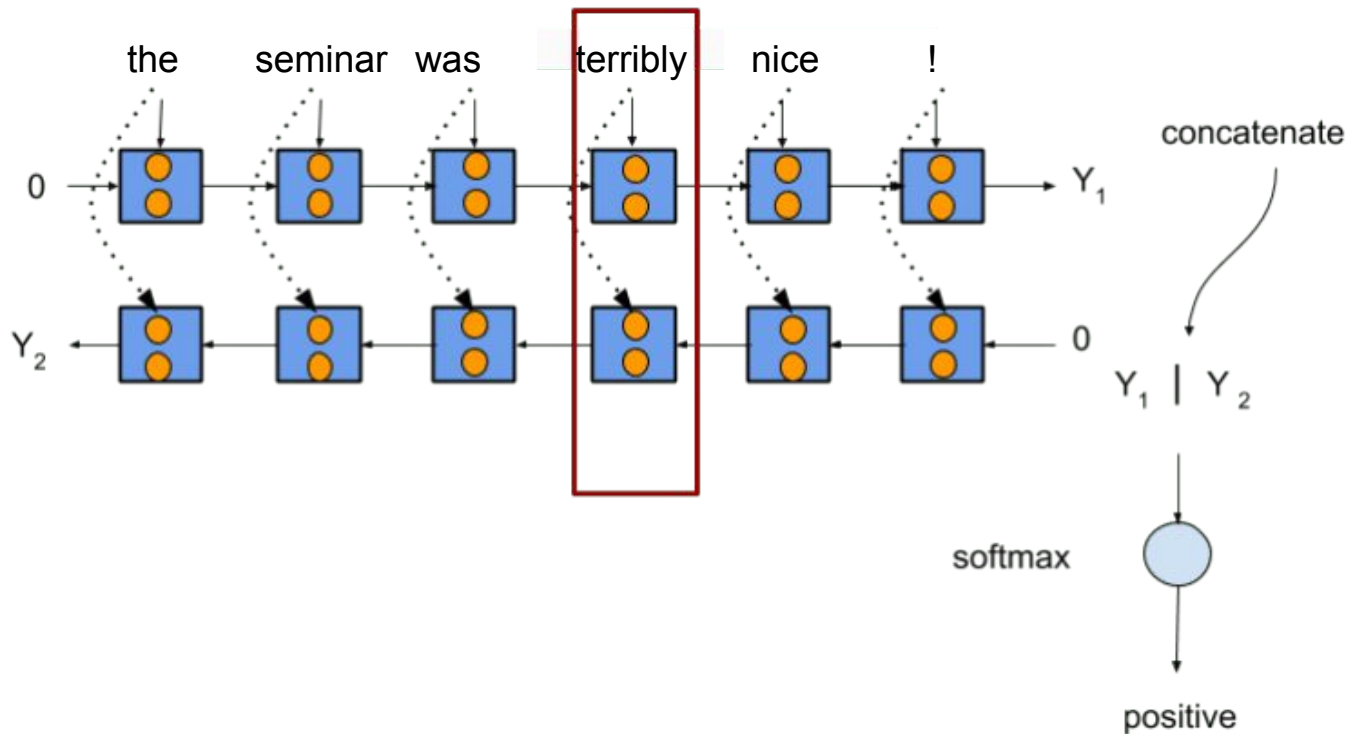 the seminar was terribly nice !
concatenate
0 Y1
Y2 0
Y1 | Y2
softmax
positive